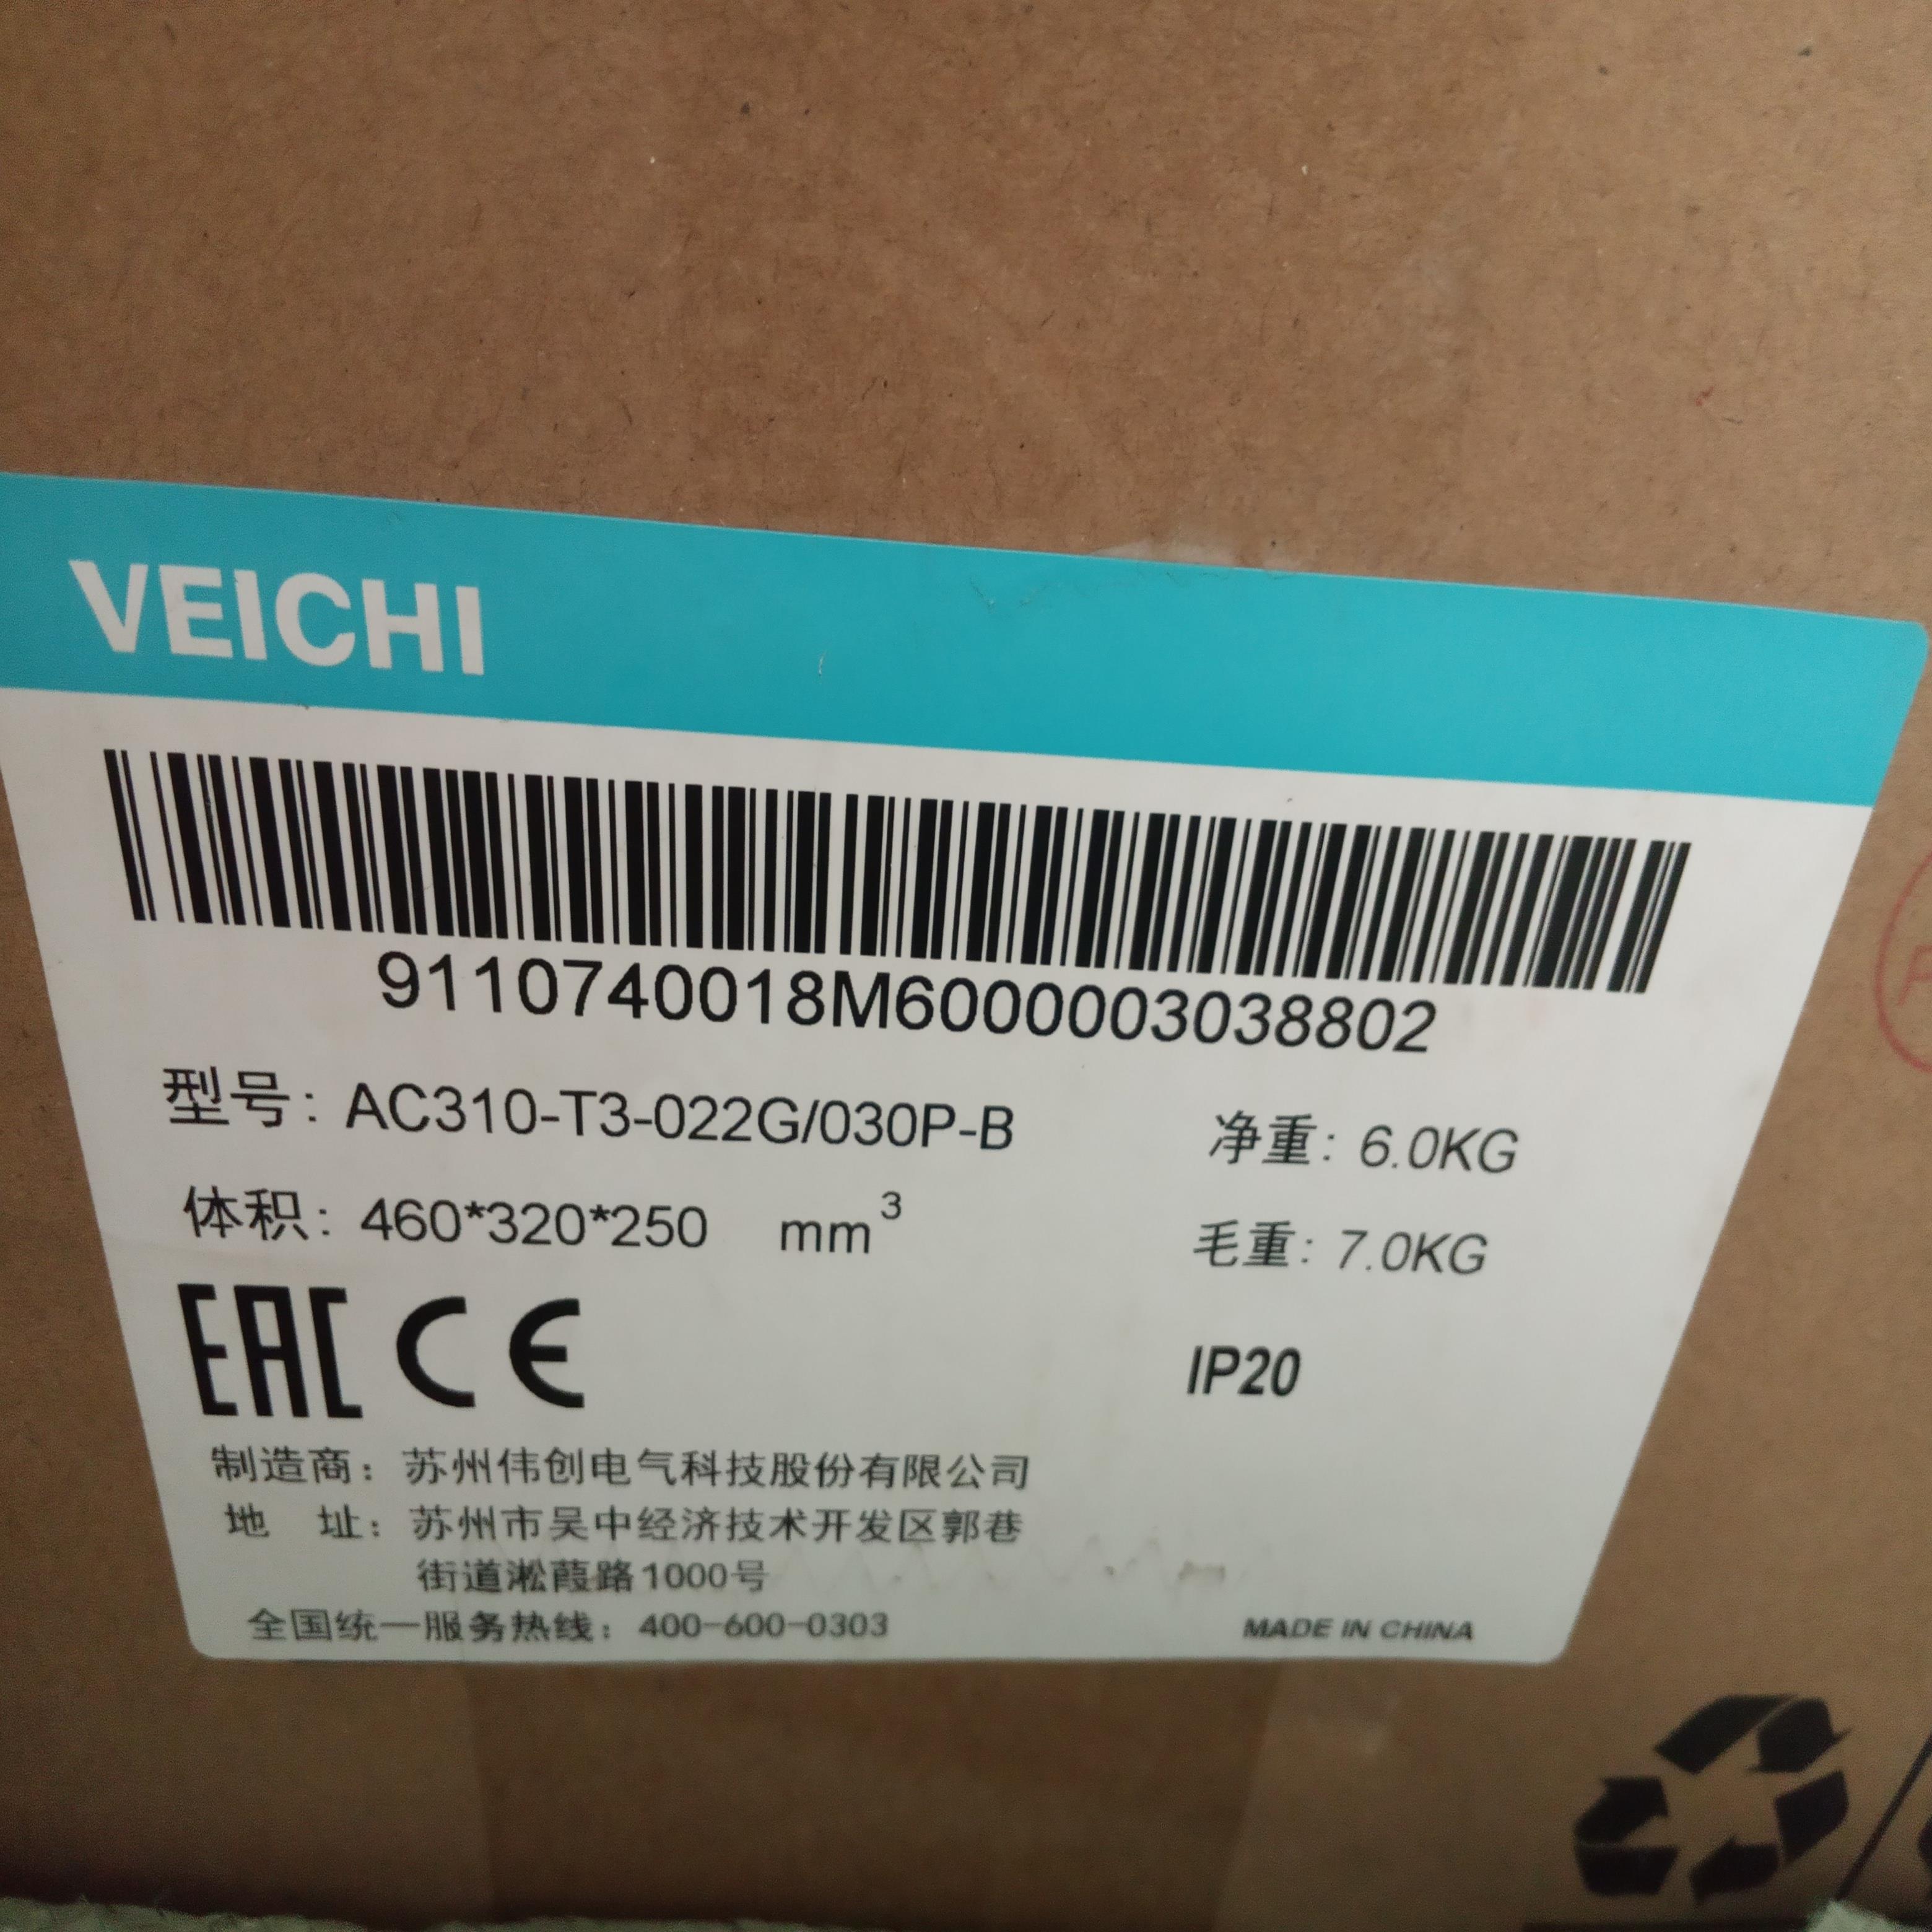 VEICHI
9110740018M6000003038802
型号: AC310-T3-022G/030P-B
净重: 6.0KG
体积: 460*320*250 mm³
毛重: 7.0KG
EAC CE
IP20
制造商: 苏州伟创电气科技股份有限公司
地 址: 苏州市吴中经济技术开发区郭巷
街道淞葭路1000号
全国统一服务热线: 400-600-0303
MADE IN CHINA